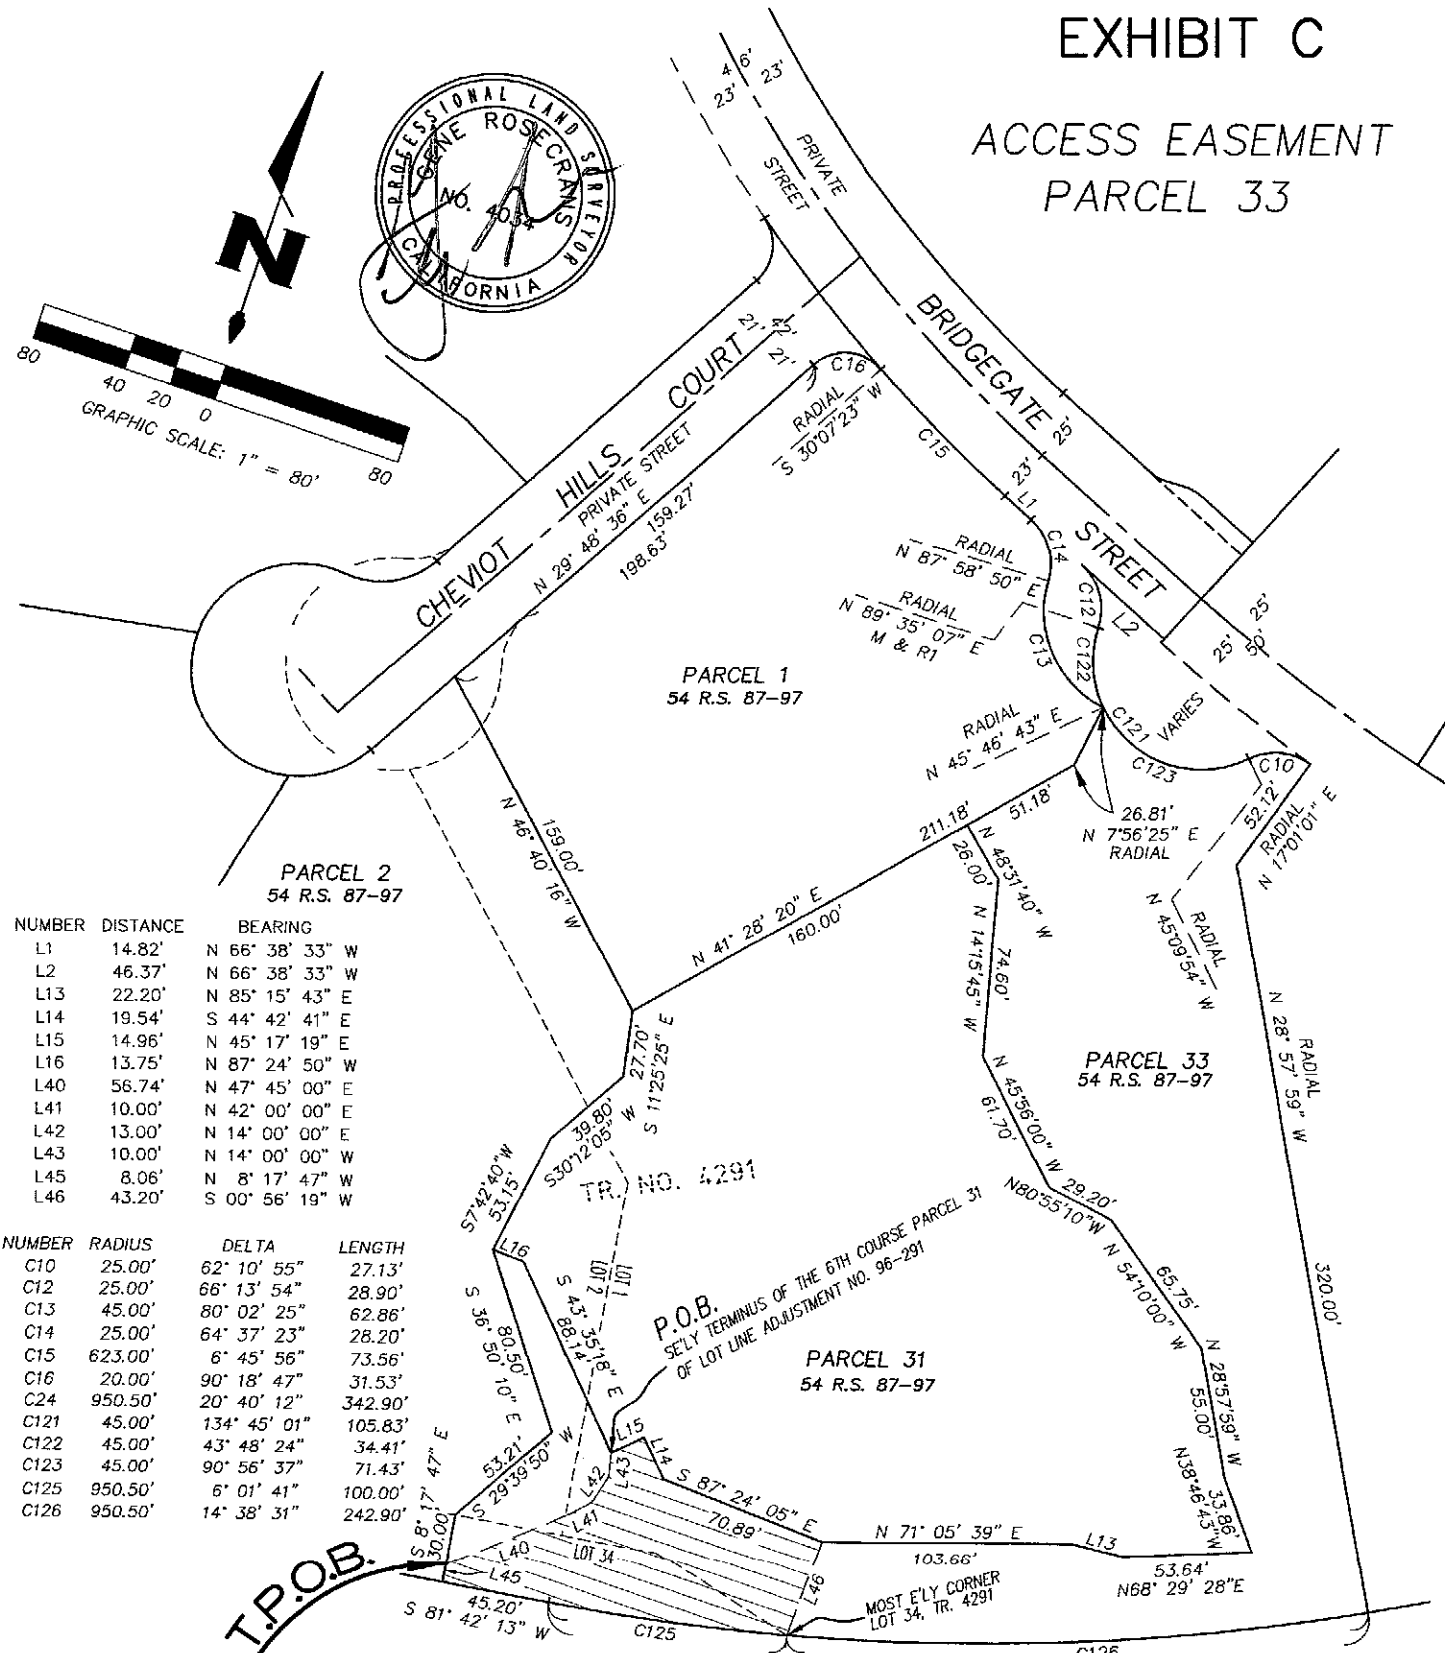 EXHIBIT C
ACCESS EASEMENT
PARCEL 33
PROFESSIONAL LAND SURVEYOR
GENE ROSECRANS
NO. 4034
CALIFORNIA
N
80
40
20
0
80
GRAPHIC SCALE: 1" = 80'
46'
23'
23'
PRIVATE
STREET
BRIDGEGATE
STREET
25'
23'
25'
25'
50'
CHEVIOT HILLS COURT
PRIVATE STREET
21'
42'
21'
N 29° 48' 36" E
159.27'
198.63'
C16
RADIAL
S 30°07'23" W
C15
L1
C14
RADIAL
N 87° 58' 50" E
RADIAL
N 89° 35' 07" E
M & R1
C12
L2
C13
C122
C121
VARIES
C123
C10
RADIAL
N 45° 46' 43" E
26.81'
N 7°56'25" E
RADIAL
52.12'
RADIAL
N 17°01'01" E
RADIAL
N 45°09'54" W
PARCEL 1
54 R.S. 87-97
159.00'
N 46° 40' 16" W
211.18'
51.18'
N 41° 28' 20" E
160.00'
N 48°31'40" W
26.00'
N 14°15'45" W
74.60'
N 45°56'00" W
61.70'
29.20'
N80°55'10"W
65.75'
N 54°10'00" W
N 28°57'59" W
55.00'
33.86'
N38°46'43"W
RADIAL
N 28° 57' 59" W
320.00'
PARCEL 33
54 R.S. 87-97
PARCEL 2
54 R.S. 87-97
NUMBER DISTANCE BEARING
L1 14.82' N 66° 38' 33" W
L2 46.37' N 66° 38' 33" W
L13 22.20' N 85° 15' 43" E
L14 19.54' S 44° 42' 41" E
L15 14.96' N 45° 17' 19" E
L16 13.75' N 87° 24' 50" W
L40 56.74' N 47° 45' 00" E
L41 10.00' N 42° 00' 00" E
L42 13.00' N 14° 00' 00" E
L43 10.00' N 14° 00' 00" W
L45 8.06' N 8° 17' 47" W
L46 43.20' S 00° 56' 19" W
NUMBER RADIUS DELTA LENGTH
C10 25.00' 62° 10' 55" 27.13'
C12 25.00' 66° 13' 54" 28.90'
C13 45.00' 80° 02' 25" 62.86'
C14 25.00' 64° 37' 23" 28.20'
C15 623.00' 6° 45' 56" 73.56'
C16 20.00' 90° 18' 47" 31.53'
C24 950.50' 20° 40' 12" 342.90'
C121 45.00' 134° 45' 01" 105.83'
C122 45.00' 43° 48' 24" 34.41'
C123 45.00' 90° 56' 37" 71.43'
C125 950.50' 6° 01' 41" 100.00'
C126 950.50' 14° 38' 31" 242.90'
27.70'
S 11°25'25" E
39.80'
S30°12'05" W
S7°42'40"W
53.15'
TR. NO. 4291
LOT 1
LOT 2
L16
S 43° 35'18" E
88.14'
80.50'
S 36° 50' 10" E
53.21'
S 29°39'50" W
S 8° 17' 47" E
30.00'
P.O.B.
SE'LY TERMINUS OF THE 6TH COURSE PARCEL 31
OF LOT LINE ADJUSTMENT NO. 96-291
PARCEL 31
54 R.S. 87-97
L15
L14
L43
L42
L41
L40
L45
LOT 34
L46
S 87° 24' 05" E
70.89'
N 71° 05' 39" E
103.66'
L13
53.64'
N68° 29' 28"E
MOST E'LY CORNER
LOT 34, TR. 4291
T.P.O.B.
45.20'
S 81° 42' 13" W
C125
C126